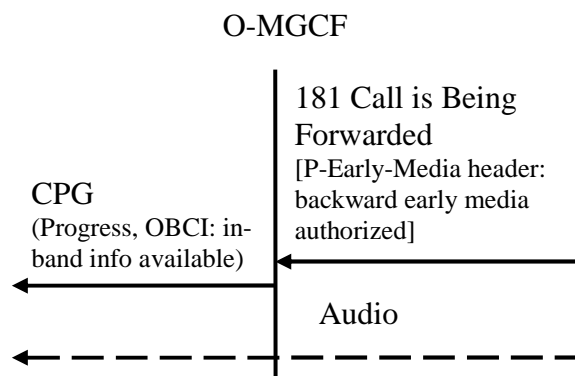 O-MGCF
181 Call is Being
Forwarded
[P-Early-Media header:
backward early media
authorized]
CPG
(Progress, OBCI: in-
band info available)
Audio